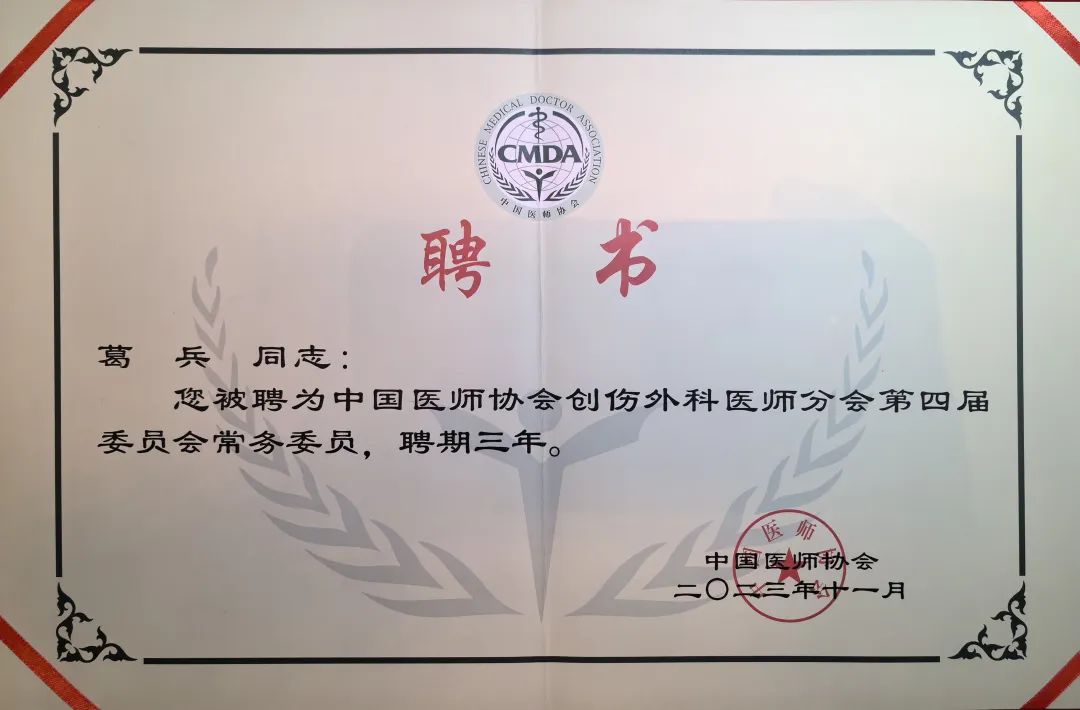 CHINESE MEDICAL DOCTOR ASSOCIATION
CMDA
中国医师协会
聘 书
葛 兵 同志：
您被聘为中国医师协会创伤外科医师分会第四届
委员会常务委员，聘期三年。
中国医师协会
二〇二三年十一月